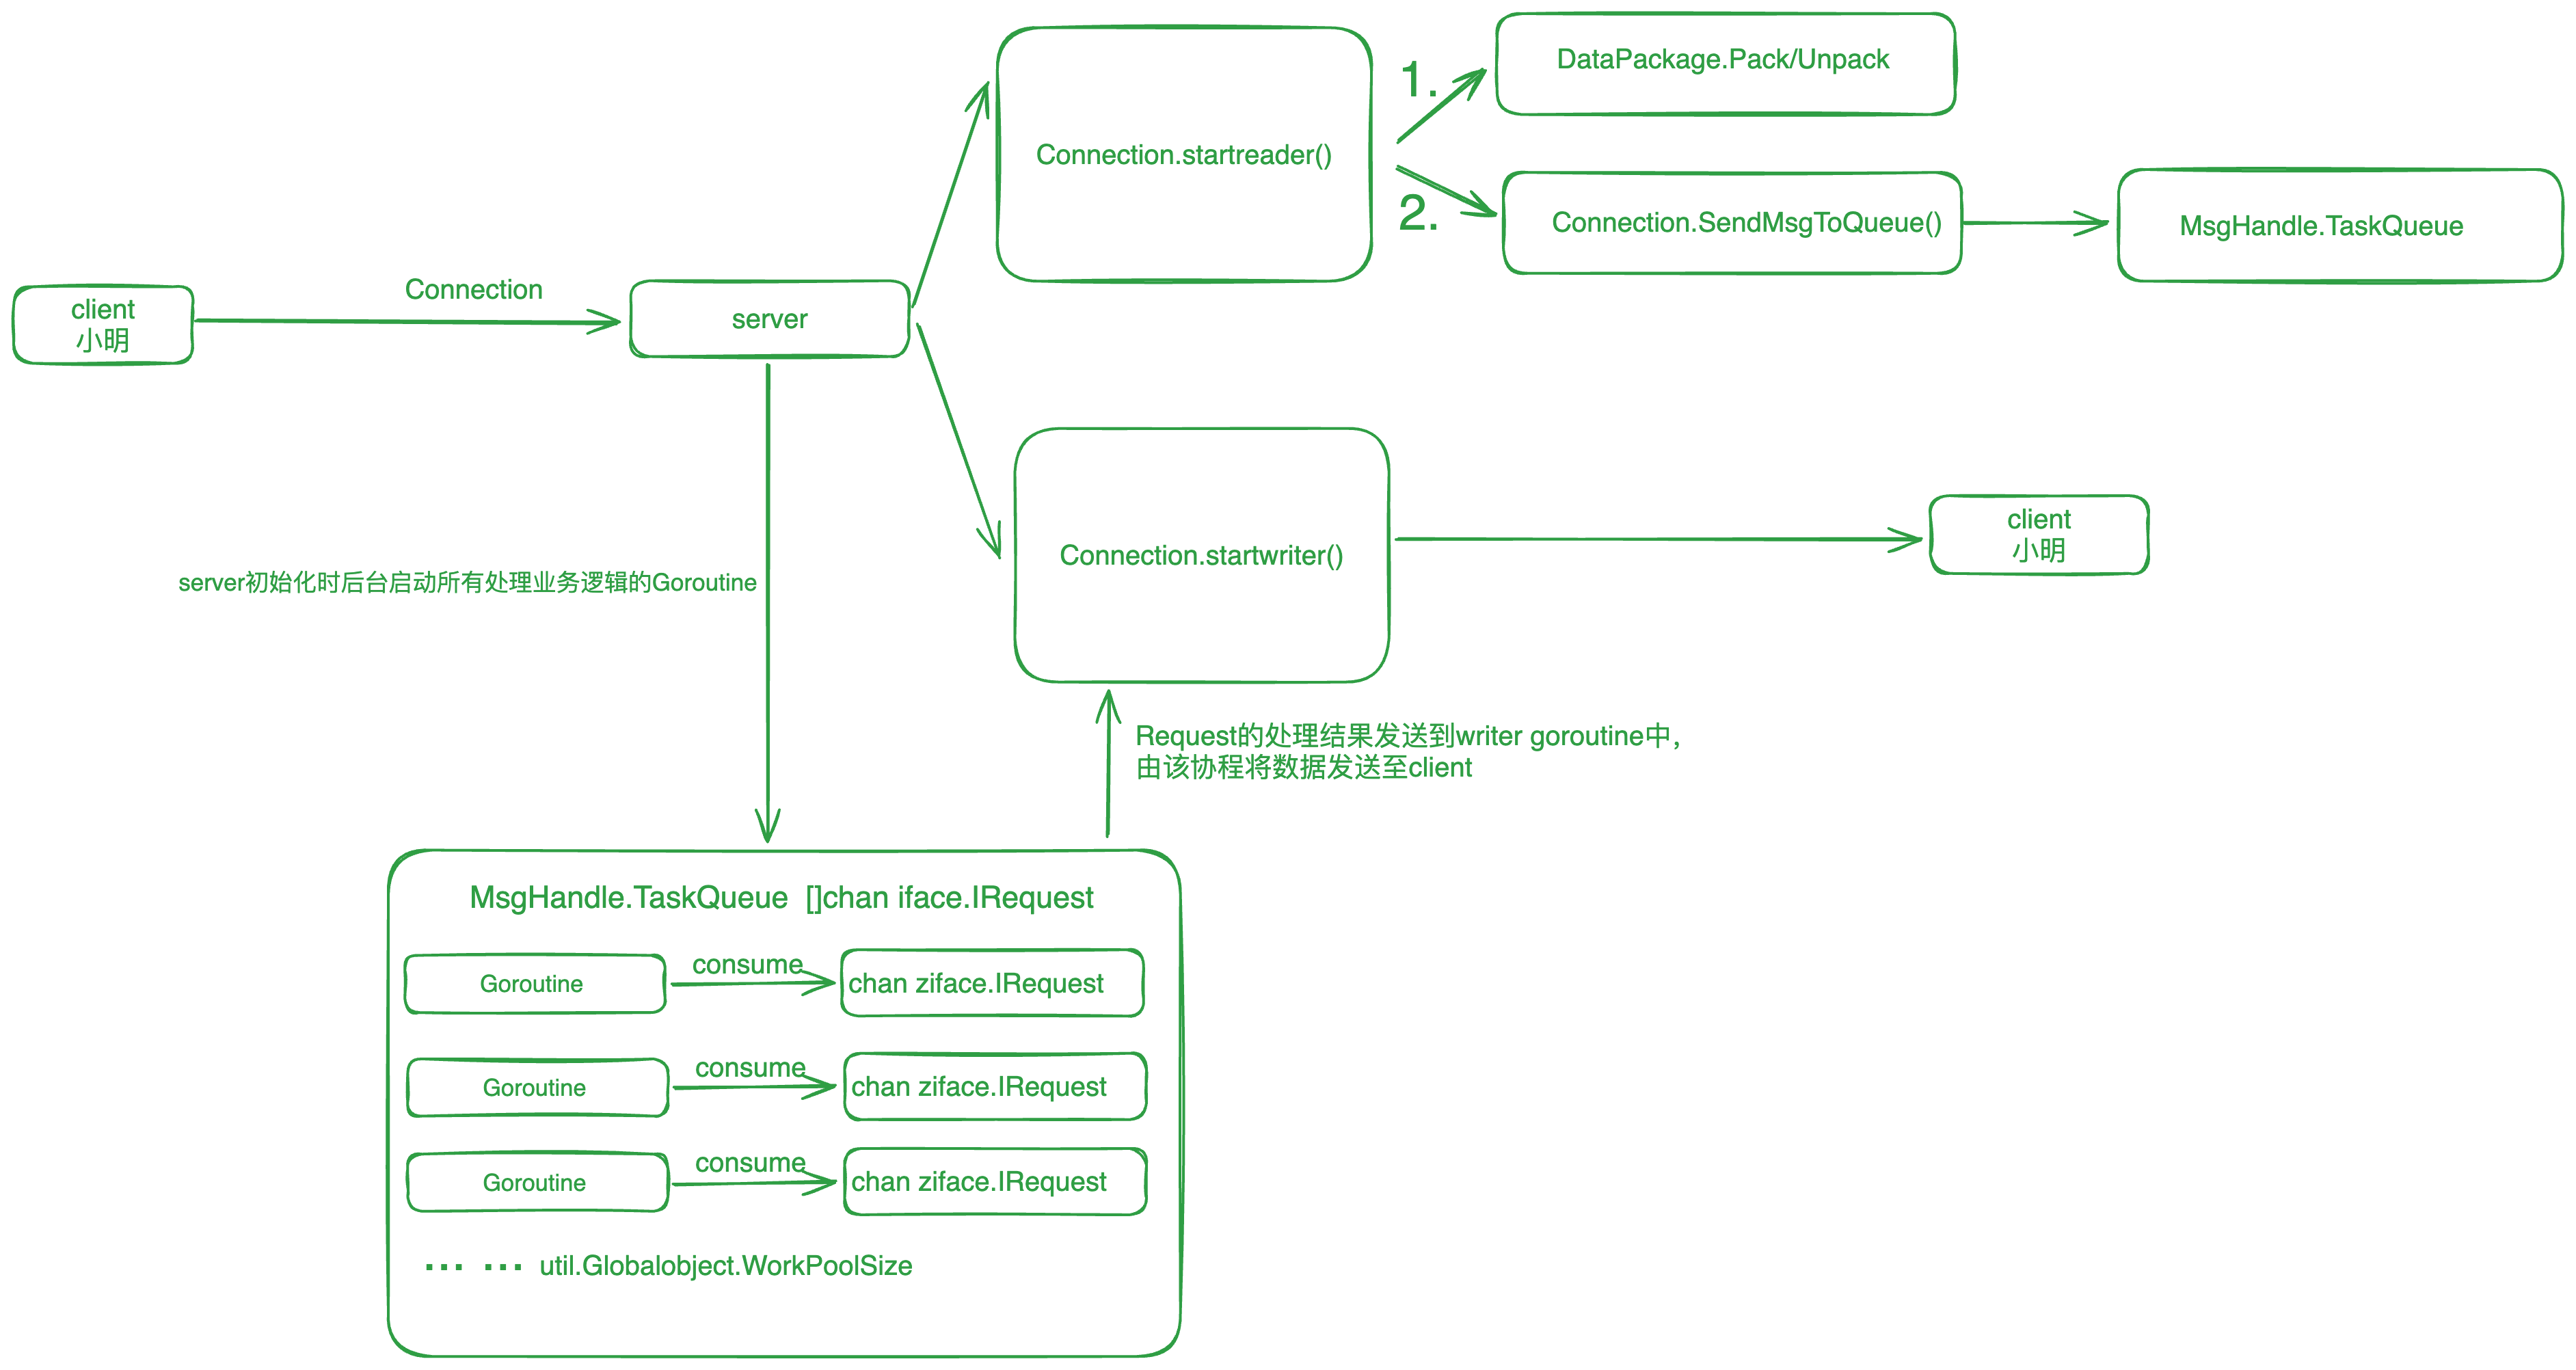 DataPackage.Pack/Unpack
1.
Connection.startreader()
2.
Connection.SendMsgToQueue()
MsgHandle.TaskQueue
Connection
client
小明
server
Connection.startwriter()
client
小明
server初始化时后台启动所有处理业务逻辑的Goroutine
Request的处理结果发送到writer goroutine中，
由该协程将数据发送至client
MsgHandle.TaskQueue []chan iface.IRequest
Goroutine
consume
chan ziface.IRequest
Goroutine
consume
chan ziface.IRequest
Goroutine
consume
chan ziface.IRequest
... ... util.Globalobject.WorkPoolSize